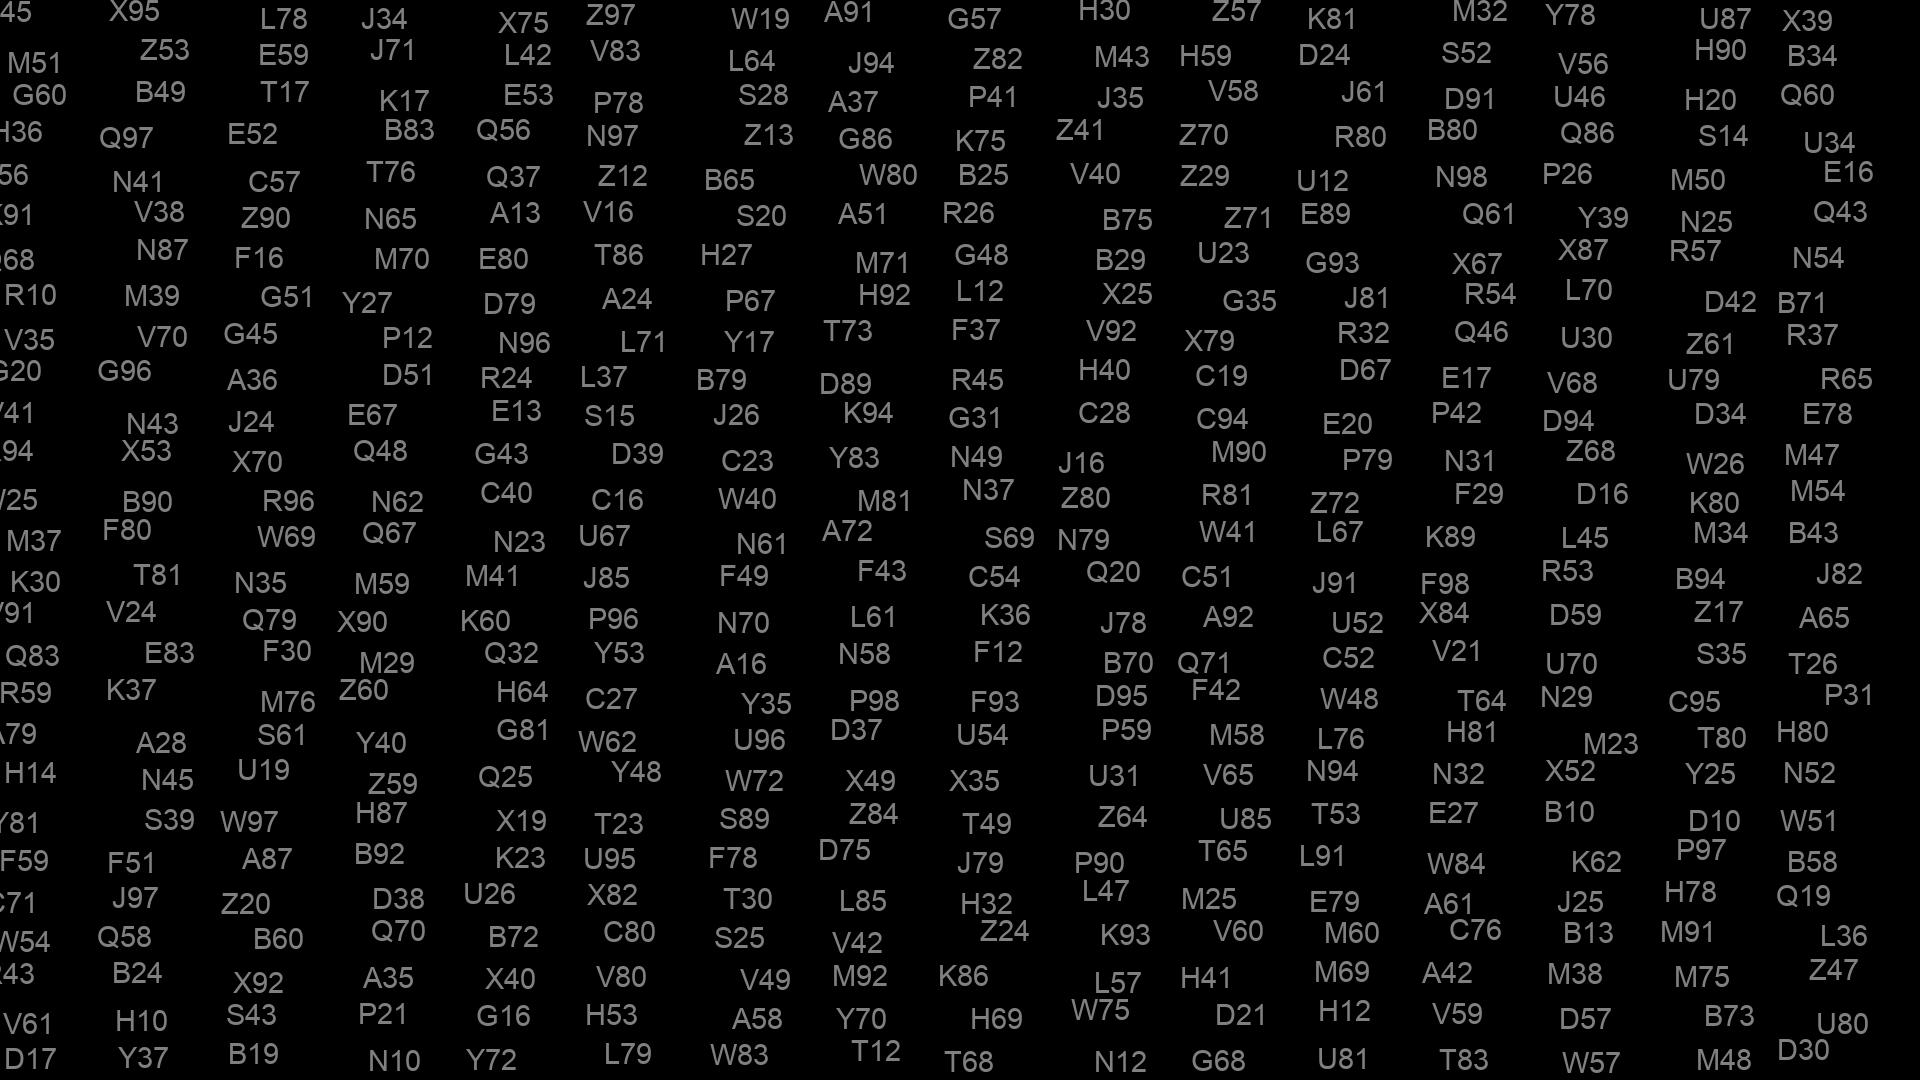 45 X95 L78 J34 X75 Z97 W19 A91 G57 H30 Z57 K81 M32 Y78 U87 X39
M51 Z53 E59 J71 L42 V83 L64 J94 Z82 M43 H59 D24 S52 V56 H90 B34
G60 B49 T17 K17 E53 P78 S28 A37 P41 J35 V58 J61 D91 U46 H20 Q60
H36 Q97 E52 B83 Q56 N97 Z13 G86 K75 Z41 Z70 R80 B80 Q86 S14 U34
56 N41 C57 T76 Q37 Z12 B65 W80 B25 V40 Z29 U12 N98 P26 M50 E16
91 V38 Z90 N65 A13 V16 S20 A51 R26 B75 Z71 E89 Q61 Y39 N25 Q43
68 N87 F16 M70 E80 T86 H27 M71 G48 B29 U23 G93 X67 X87 R57 N54
R10 M39 G51 Y27 D79 A24 P67 H92 L12 X25 G35 J81 R54 L70 D42 B71
V35 V70 G45 P12 N96 L71 Y17 T73 F37 V92 X79 R32 Q46 U30 Z61 R37
G20 G96 A36 D51 R24 L37 B79 D89 R45 H40 C19 D67 E17 V68 U79 R65
41 N43 J24 E67 E13 S15 J26 K94 G31 C28 C94 E20 P42 D94 D34 E78
94 X53 X70 Q48 G43 D39 C23 Y83 N49 J16 M90 P79 N31 Z68 W26 M47
W25 B90 R96 N62 C40 C16 W40 M81 N37 Z80 R81 Z72 F29 D16 K80 M54
M37 F80 W69 Q67 N23 U67 N61 A72 S69 N79 W41 L67 K89 L45 M34 B43
K30 T81 N35 M59 M41 J85 F49 F43 C54 Q20 C51 J91 F98 R53 B94 J82
91 V24 Q79 X90 K60 P96 N70 L61 K36 J78 A92 U52 X84 D59 Z17 A65
Q83 E83 F30 M29 Q32 Y53 A16 N58 F12 B70 Q71 C52 V21 U70 S35 T26
R59 K37 M76 Z60 H64 C27 Y35 P98 F93 D95 F42 W48 T64 N29 C95 P31
A79 A28 S61 Y40 G81 W62 U96 D37 U54 P59 M58 L76 H81 M23 T80 H80
H14 N45 U19 Z59 Q25 Y48 W72 X49 X35 U31 V65 N94 N32 X52 Y25 N52
Y81 S39 W97 H87 X19 T23 S89 Z84 T49 Z64 U85 T53 E27 B10 D10 W51
F59 F51 A87 B92 K23 U95 F78 D75 J79 P90 T65 L91 W84 K62 P97 B58
C71 J97 Z20 D38 U26 X82 T30 L85 H32 L47 M25 E79 A61 J25 H78 Q19
W54 Q58 B60 Q70 B72 C80 S25 V42 Z24 K93 V60 M60 C76 B13 M91 L36
43 B24 X92 A35 X40 V80 V49 M92 K86 L57 H41 M69 A42 M38 M75 Z47
V61 H10 S43 P21 G16 H53 A58 Y70 H69 W75 D21 H12 V59 D57 B73 U80
D17 Y37 B19 N10 Y72 L79 W83 T12 T68 N12 G68 U81 T83 W57 M48 D30